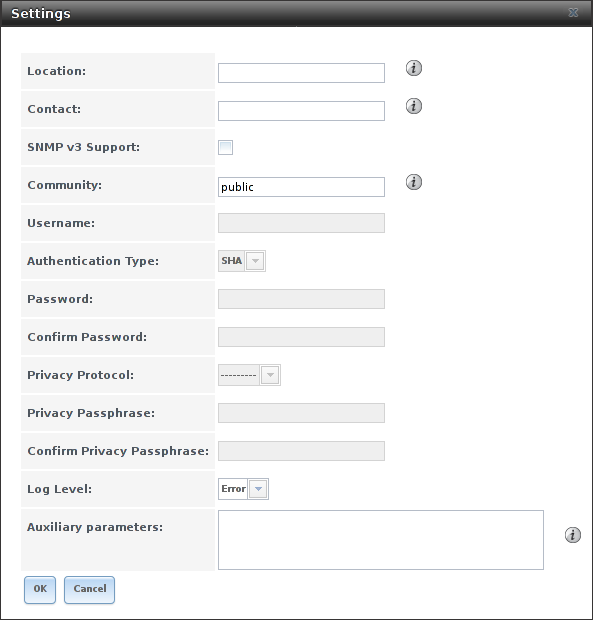 Settings
Location:
Contact:
SNMP v3 Support:
Community: public
Username:
Authentication Type: SHA
Password:
Confirm Password:
Privacy Protocol: ---------
Privacy Passphrase:
Confirm Privacy Passphrase:
Log Level: Error
Auxiliary parameters:
OK Cancel